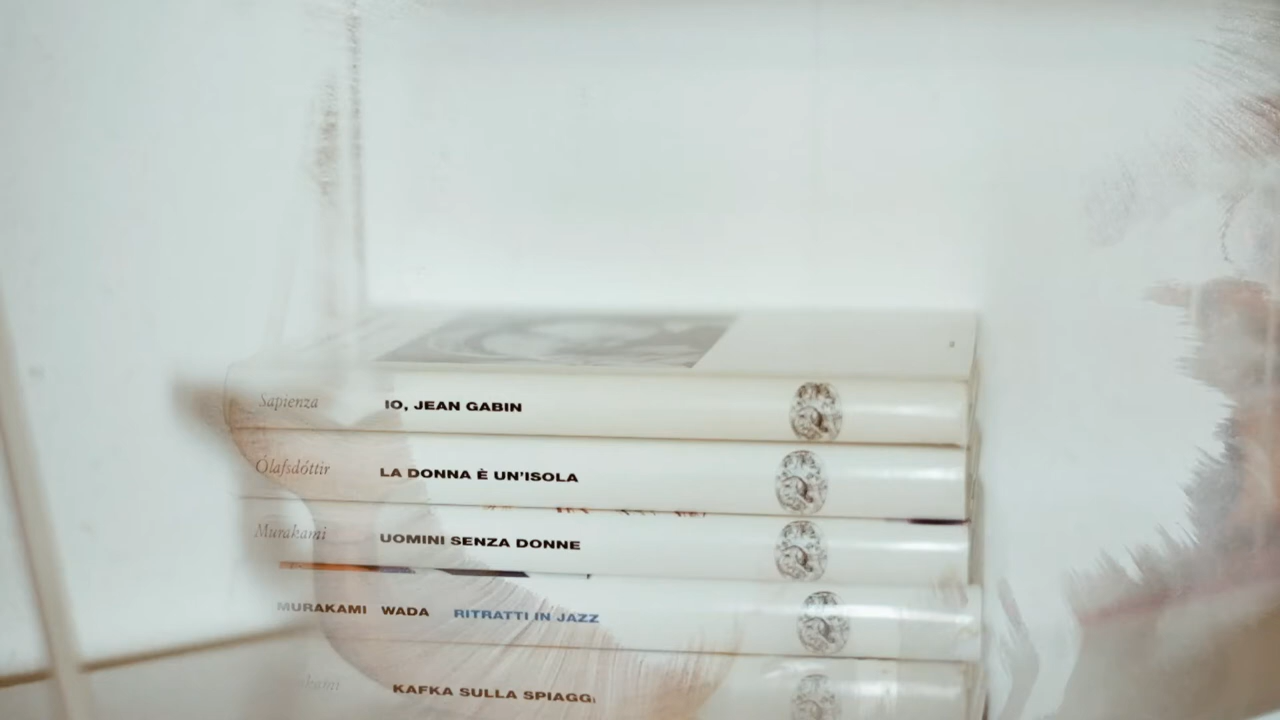 Sapienza IO, JEAN GABIN
Ólafsdóttir LA DONNA È UN'ISOLA
Murakami UOMINI SENZA DONNE
MURAKAMI WADA RITRATTI IN JAZZ
KAFKA SULLA